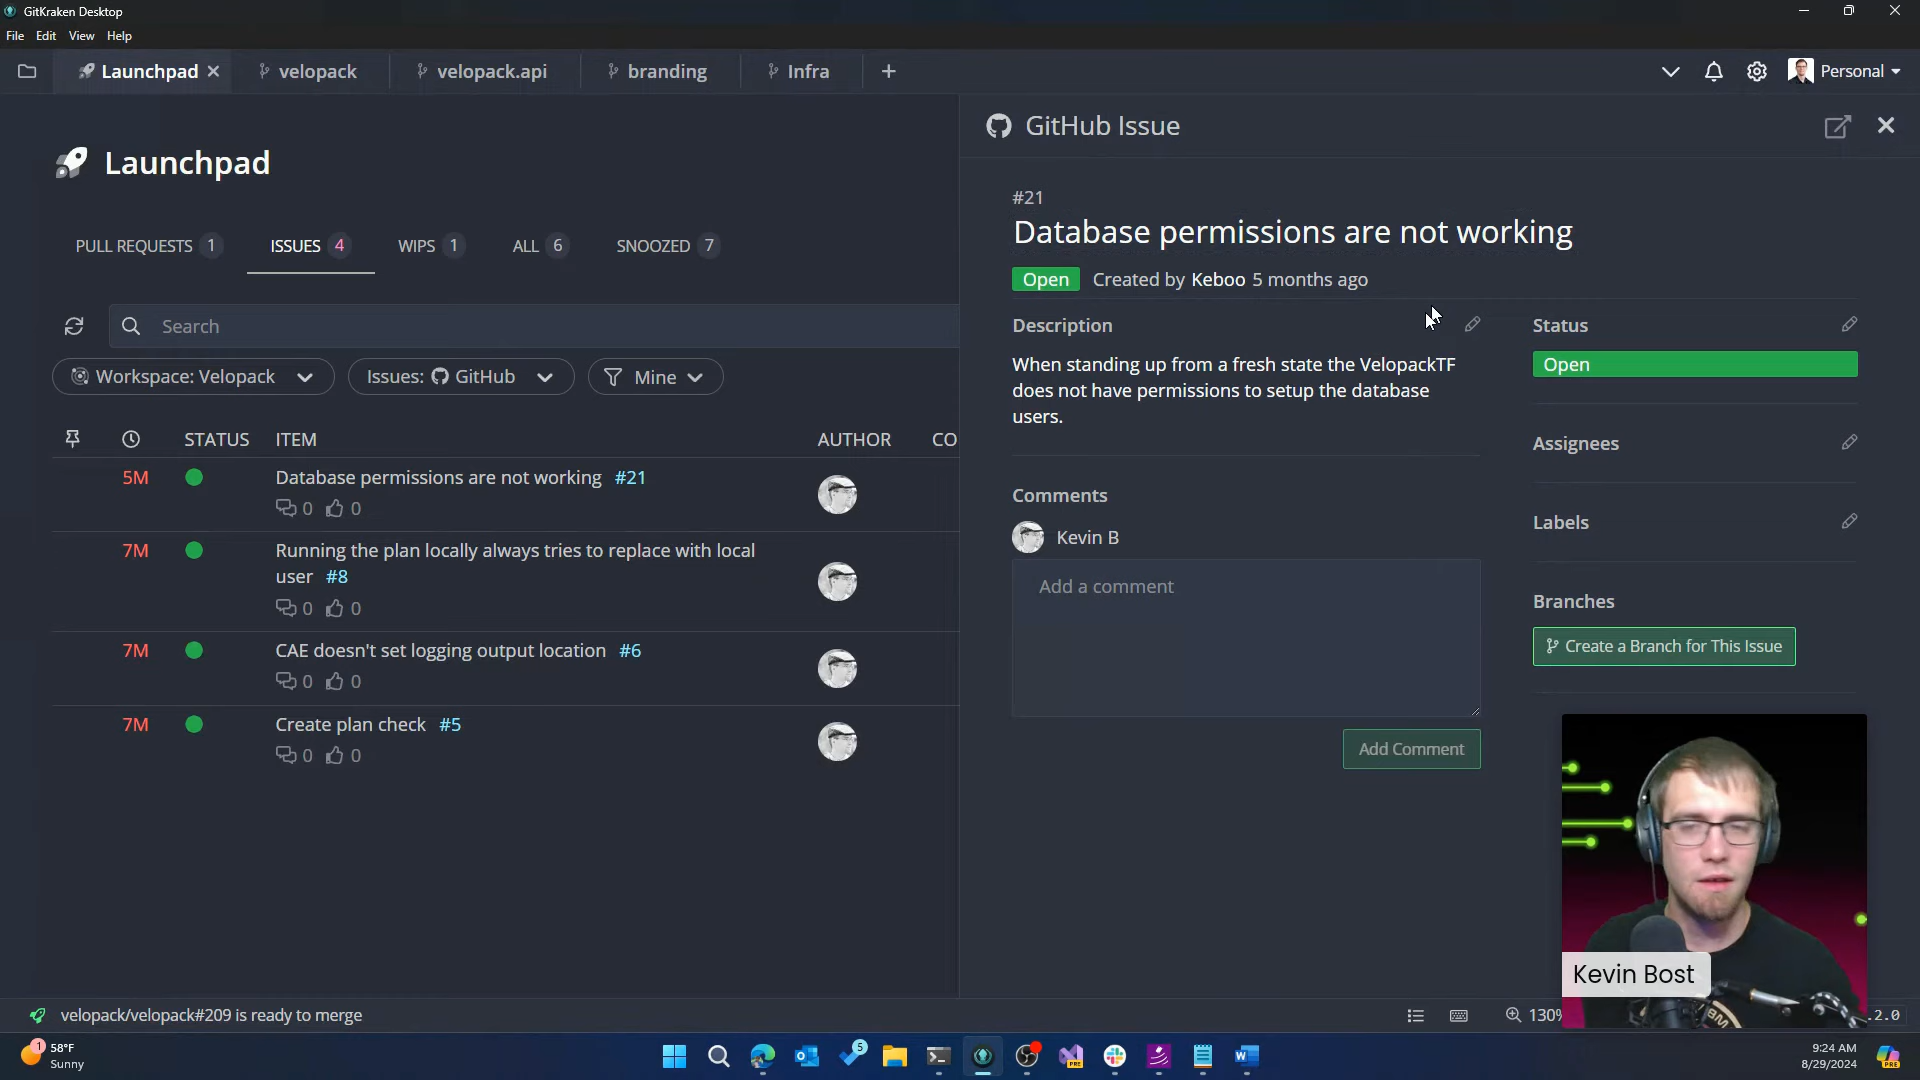 GitKraken Desktop
File Edit View Help
Launchpad velopack velopack.api branding Infra Personal
Launchpad
PULL REQUESTS 1 ISSUES 4 WIPS 1 ALL 6 SNOOZED 7
Search
Workspace: Velopack Issues: GitHub Mine
STATUS ITEM AUTHOR CO
5M Database permissions are not working #21
0 0
7M Running the plan locally always tries to replace with local
user #8
0 0
7M CAE doesn't set logging output location #6
0 0
7M Create plan check #5
0 0
GitHub Issue
#21
Database permissions are not working
Open Created by Keboo 5 months ago
Description
When standing up from a fresh state the VelopackTF
does not have permissions to setup the database
users.
Comments
Kevin B
Add a comment
Add Comment
Status
Open
Assignees
Labels
Branches
Create a Branch for This Issue
Kevin Bost
velopack/velopack#209 is ready to merge
130%
.2.0
1
58°F
Sunny
5
PRE
9:24 AM
8/29/2024
PRE